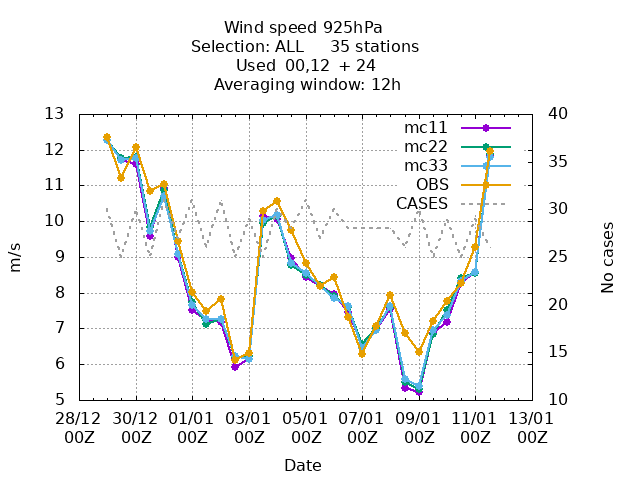 Wind speed 925hPa
Selection: ALL     35 stations
Used  00,12  + 24
Averaging window: 12h
13
12
11
10
9
8
7
6
5
m/s
40
35
30
25
20
15
10
No cases
mc11
mc22
mc33
OBS
CASES
28/12 30/12 01/01 03/01 05/01 07/01 09/01 11/01 13/01
00Z 00Z 00Z 00Z 00Z 00Z 00Z 00Z 00Z
Date